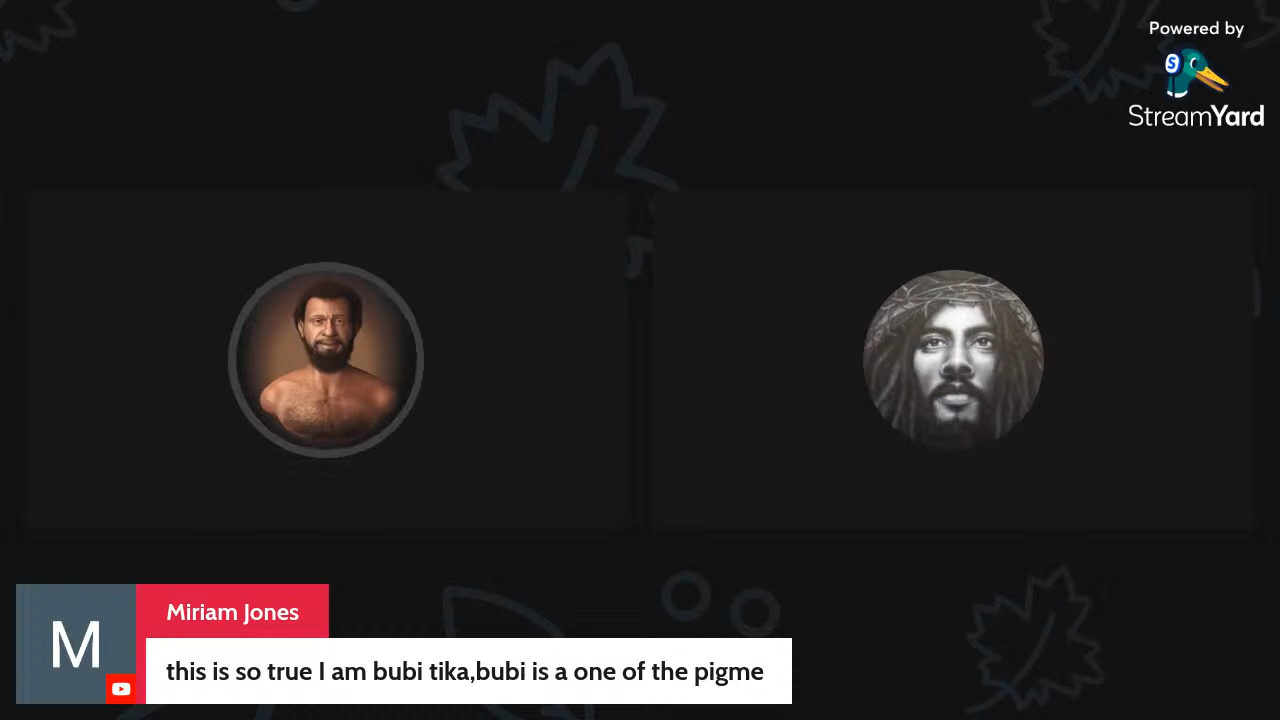 Powered by
S
StreamYard
M
Miriam Jones
this is so true I am bubi tika,bubi is a one of the pigme